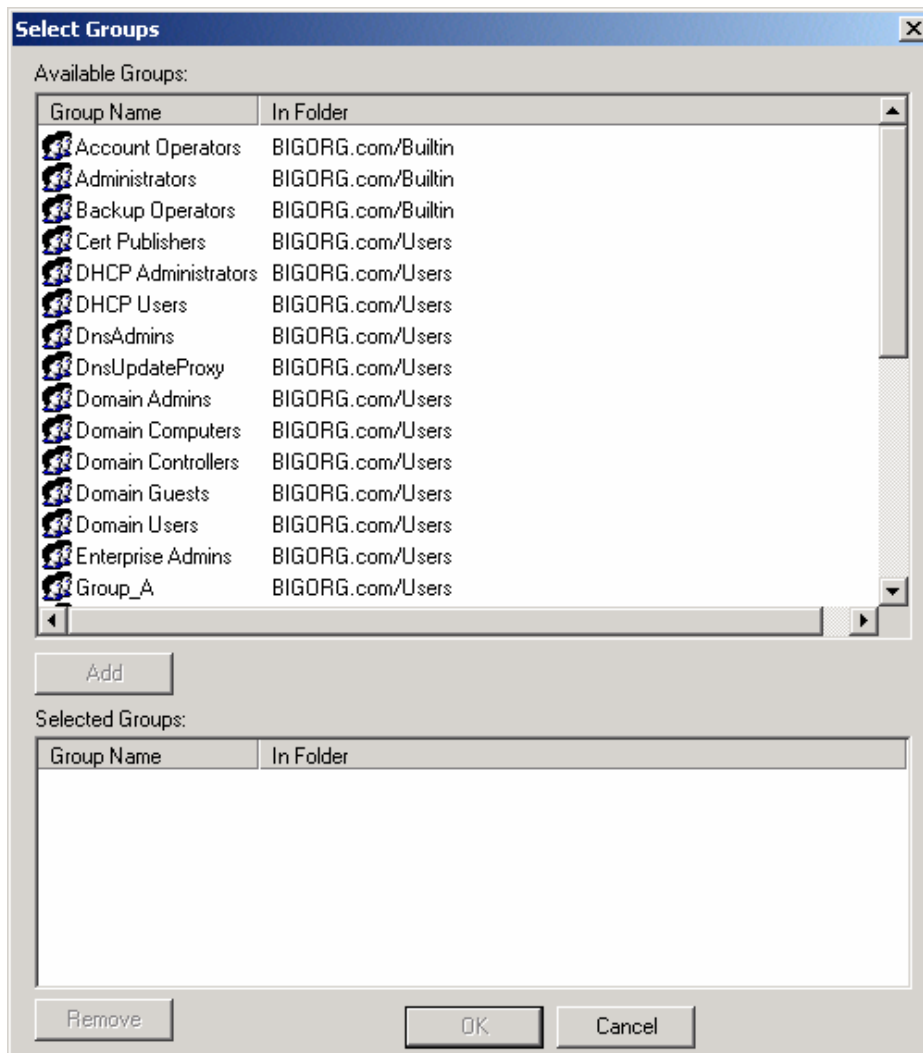 Select Groups
Available Groups:
Group Name In Folder
Account Operators BIGORG.com/Builtin
Administrators BIGORG.com/Builtin
Backup Operators BIGORG.com/Builtin
Cert Publishers BIGORG.com/Users
DHCP Administrators BIGORG.com/Users
DHCP Users BIGORG.com/Users
DnsAdmins BIGORG.com/Users
DnsUpdateProxy BIGORG.com/Users
Domain Admins BIGORG.com/Users
Domain Computers BIGORG.com/Users
Domain Controllers BIGORG.com/Users
Domain Guests BIGORG.com/Users
Domain Users BIGORG.com/Users
Enterprise Admins BIGORG.com/Users
Group_A BIGORG.com/Users
Add
Selected Groups:
Group Name In Folder
Remove OK Cancel